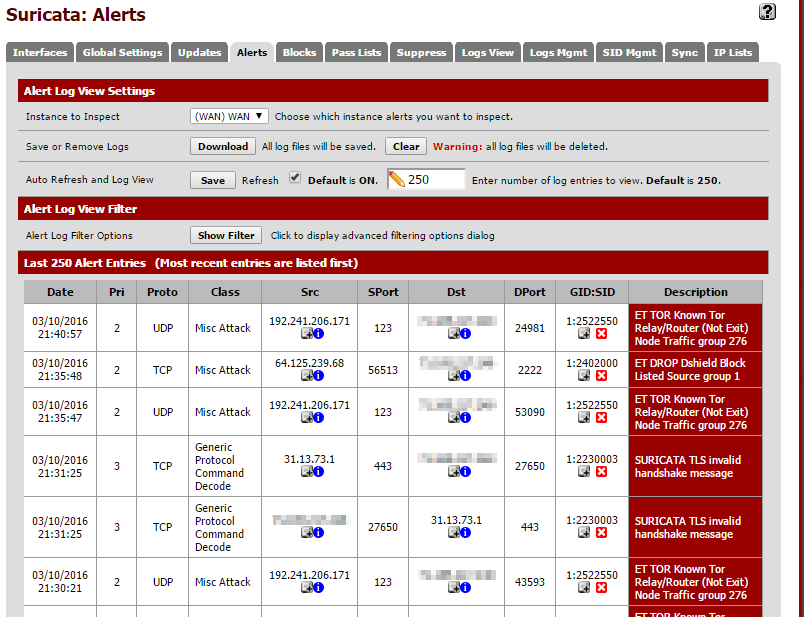 Suricata: Alerts
?
Interfaces Global Settings Updates Alerts Blocks Pass Lists Suppress Logs View Logs Mgmt SID Mgmt Sync IP Lists
Alert Log View Settings
Instance to Inspect (WAN) WAN Choose which instance alerts you want to inspect.
Save or Remove Logs Download All log files will be saved. Clear Warning: all log files will be deleted.
Auto Refresh and Log View Save Refresh Default is ON. 250 Enter number of log entries to view. Default is 250.
Alert Log View Filter
Alert Log Filter Options Show Filter Click to display advanced filtering options dialog
Last 250 Alert Entries (Most recent entries are listed first)
Date Pri Proto Class Src SPort Dst DPort GID:SID Description
03/10/2016
21:40:57
2
UDP
Misc Attack
192.241.206.171
123
24981
1:2522550
ET TOR Known Tor
Relay/Router (Not Exit)
Node Traffic group 276
03/10/2016
21:35:48
2
TCP
Misc Attack
64.125.239.68
56513
2222
1:2402000
ET DROP Dshield Block
Listed Source group 1
03/10/2016
21:35:47
2
UDP
Misc Attack
192.241.206.171
123
53090
1:2522550
ET TOR Known Tor
Relay/Router (Not Exit)
Node Traffic group 276
03/10/2016
21:31:25
3
TCP
Generic
Protocol
Command
Decode
31.13.73.1
443
27650
1:2230003
SURICATA TLS invalid
handshake message
03/10/2016
21:31:25
3
TCP
Generic
Protocol
Command
Decode
27650
31.13.73.1
443
1:2230003
SURICATA TLS invalid
handshake message
03/10/2016
21:30:21
2
UDP
Misc Attack
192.241.206.171
123
43593
1:2522550
ET TOR Known Tor
Relay/Router (Not Exit)
Node Traffic group 276
ET TOR Known Tor